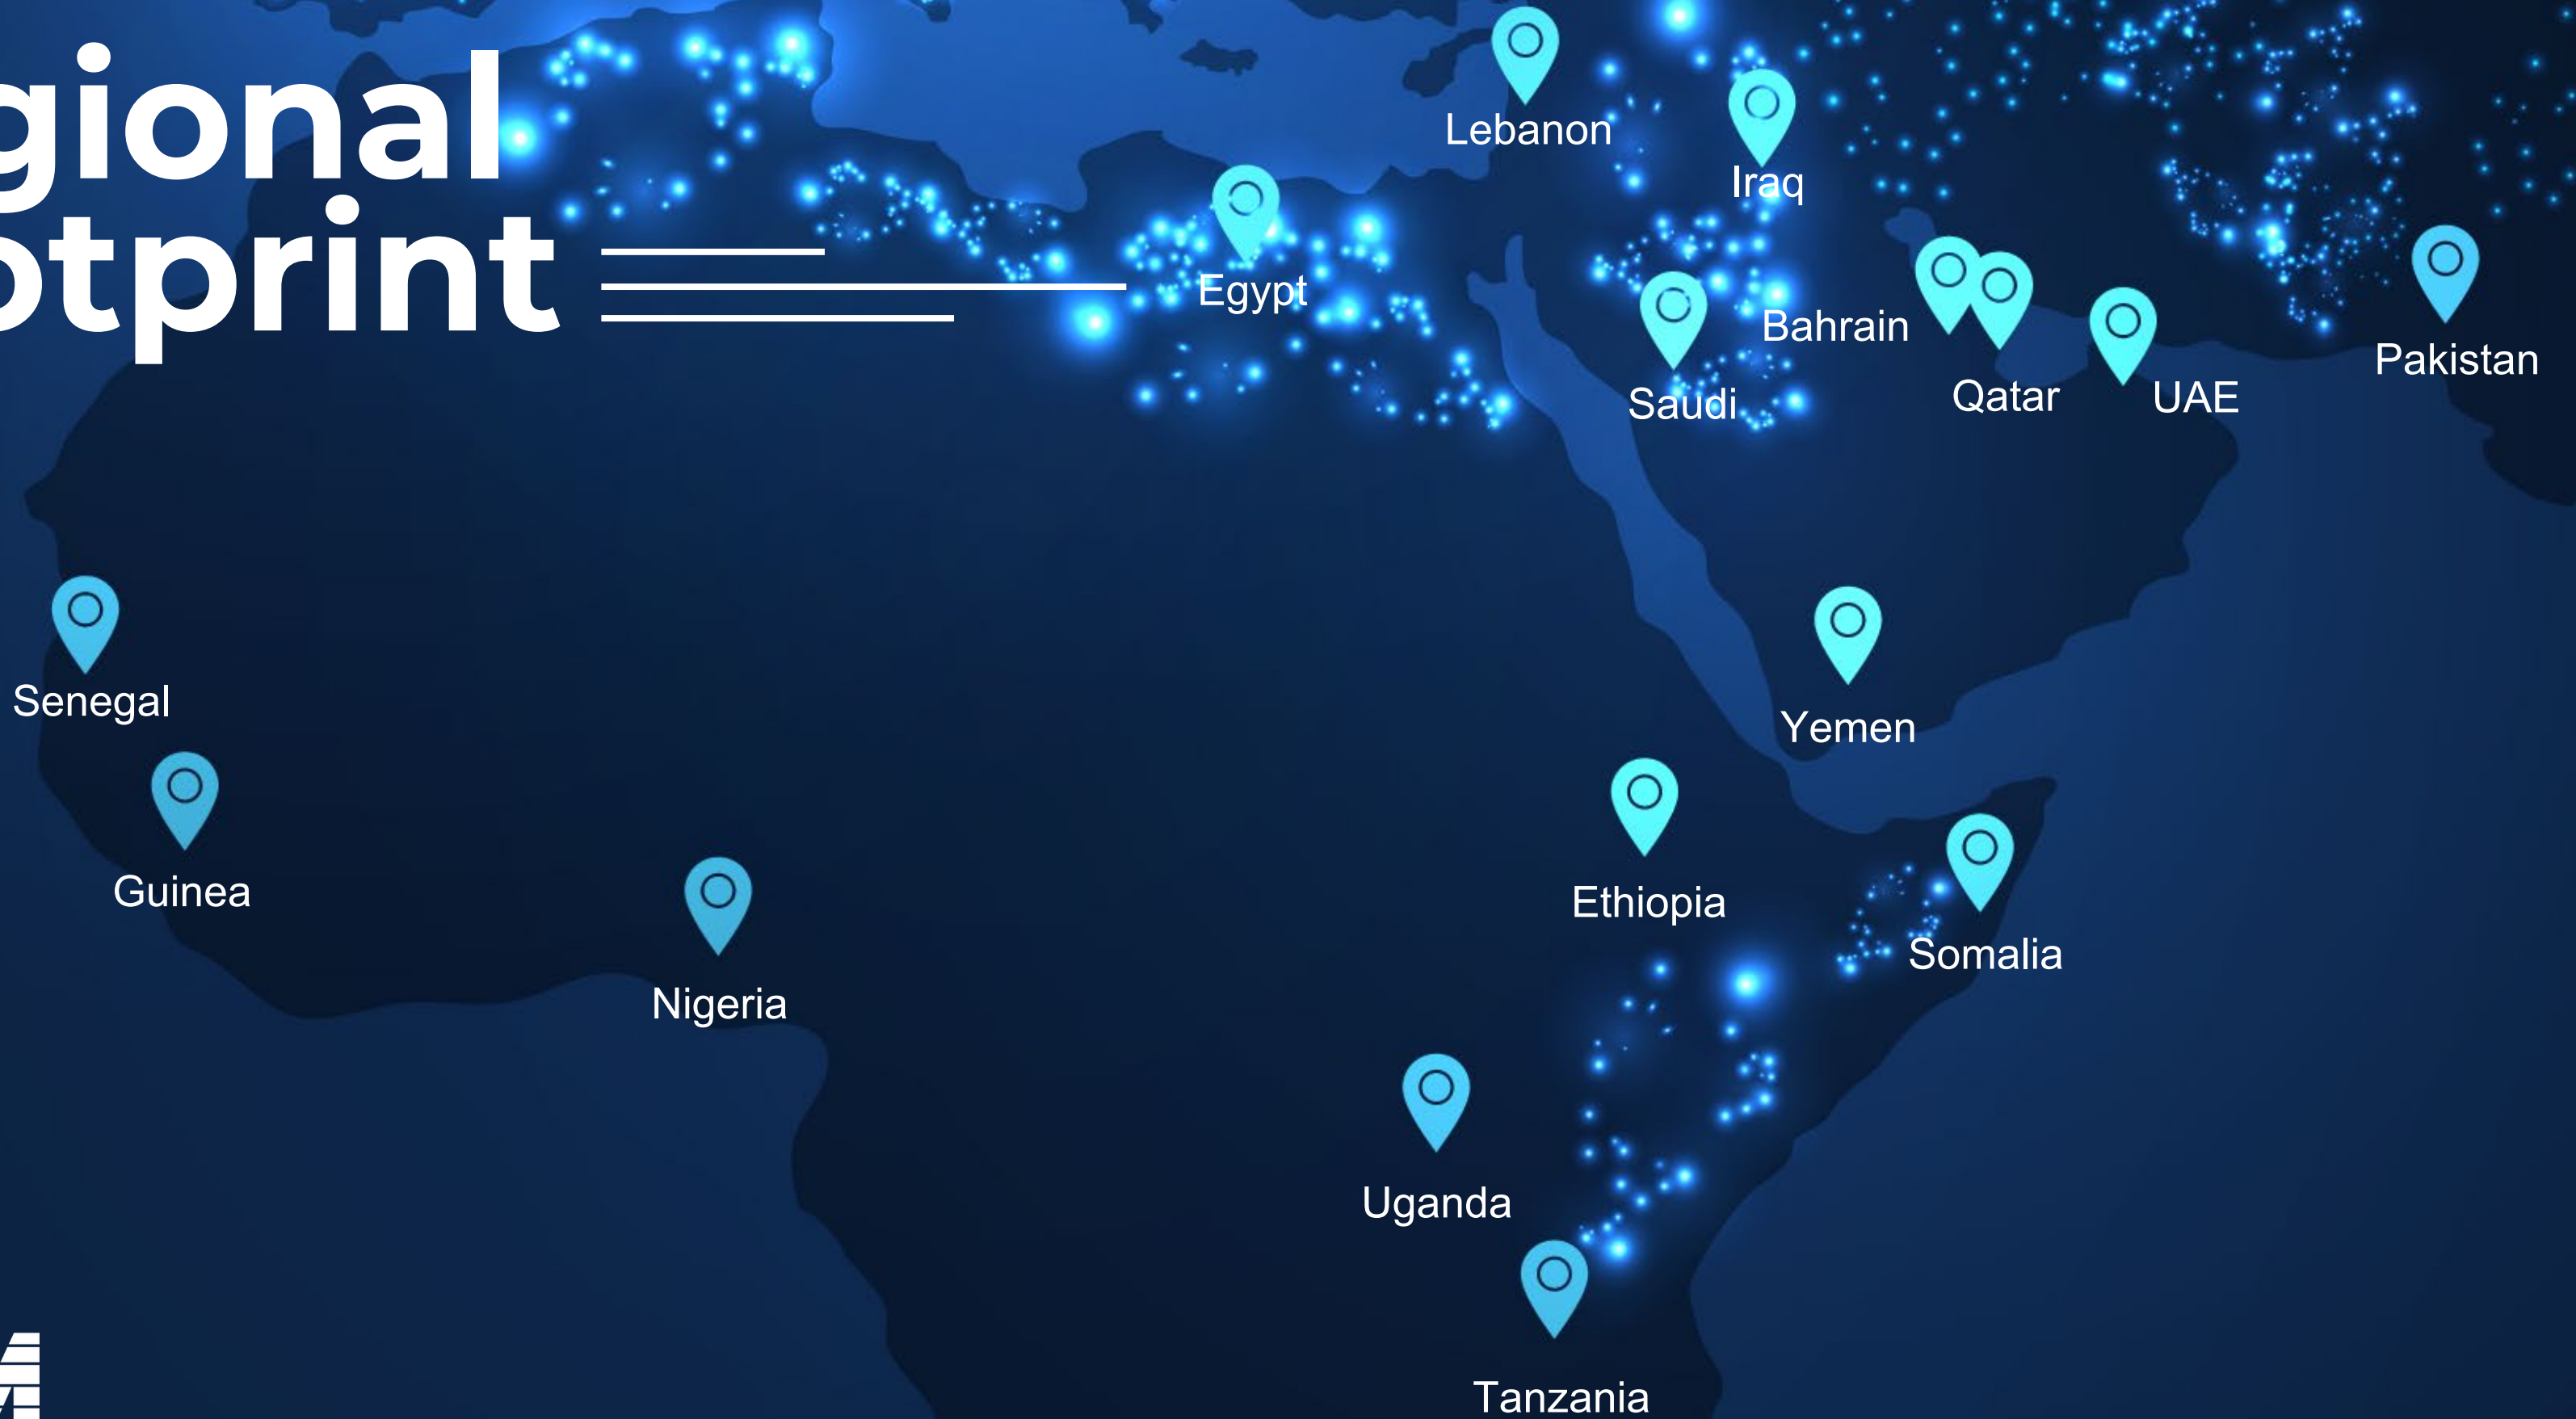 gional
otprint
Lebanon
Iraq
Egypt
Saudi
Bahrain
Qatar
UAE
Pakistan
Senegal
Yemen
Guinea
Ethiopia
Somalia
Nigeria
Uganda
Tanzania